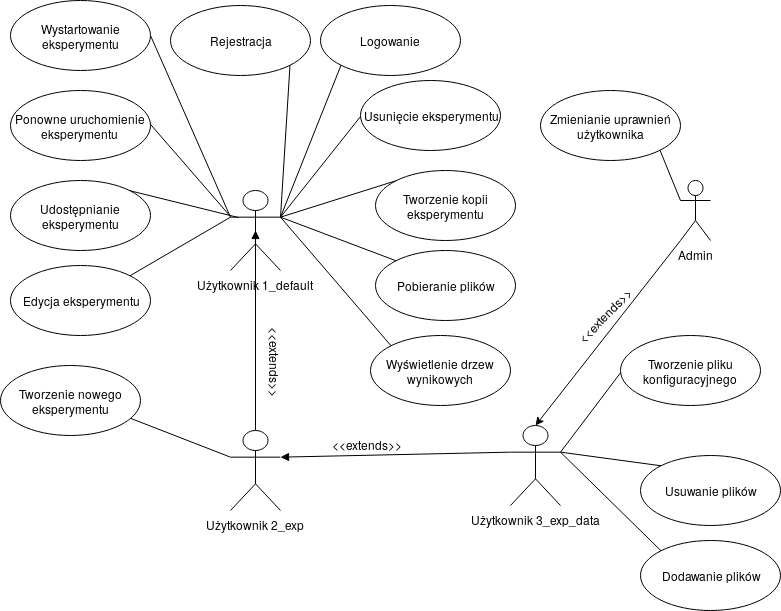 Wystartowanie
eksperymentu
Rejestracja
Logowanie
Ponowne uruchomienie
eksperymentu
Usunięcie eksperymentu
Zmienianie uprawnień
użytkownika
Udostępnianie
eksperymentu
Tworzenie kopii
eksperymentu
Admin
Edycja eksperymentu
Użytkownik 1_default
Pobieranie plików
<<extends>>
<<extends>>
Wyświetlenie drzew
wynikowych
Tworzenie pliku
konfiguracyjnego
Tworzenie nowego
eksperymentu
<<extends>>
Usuwanie plików
Użytkownik 2_exp
Użytkownik 3_exp_data
Dodawanie plików